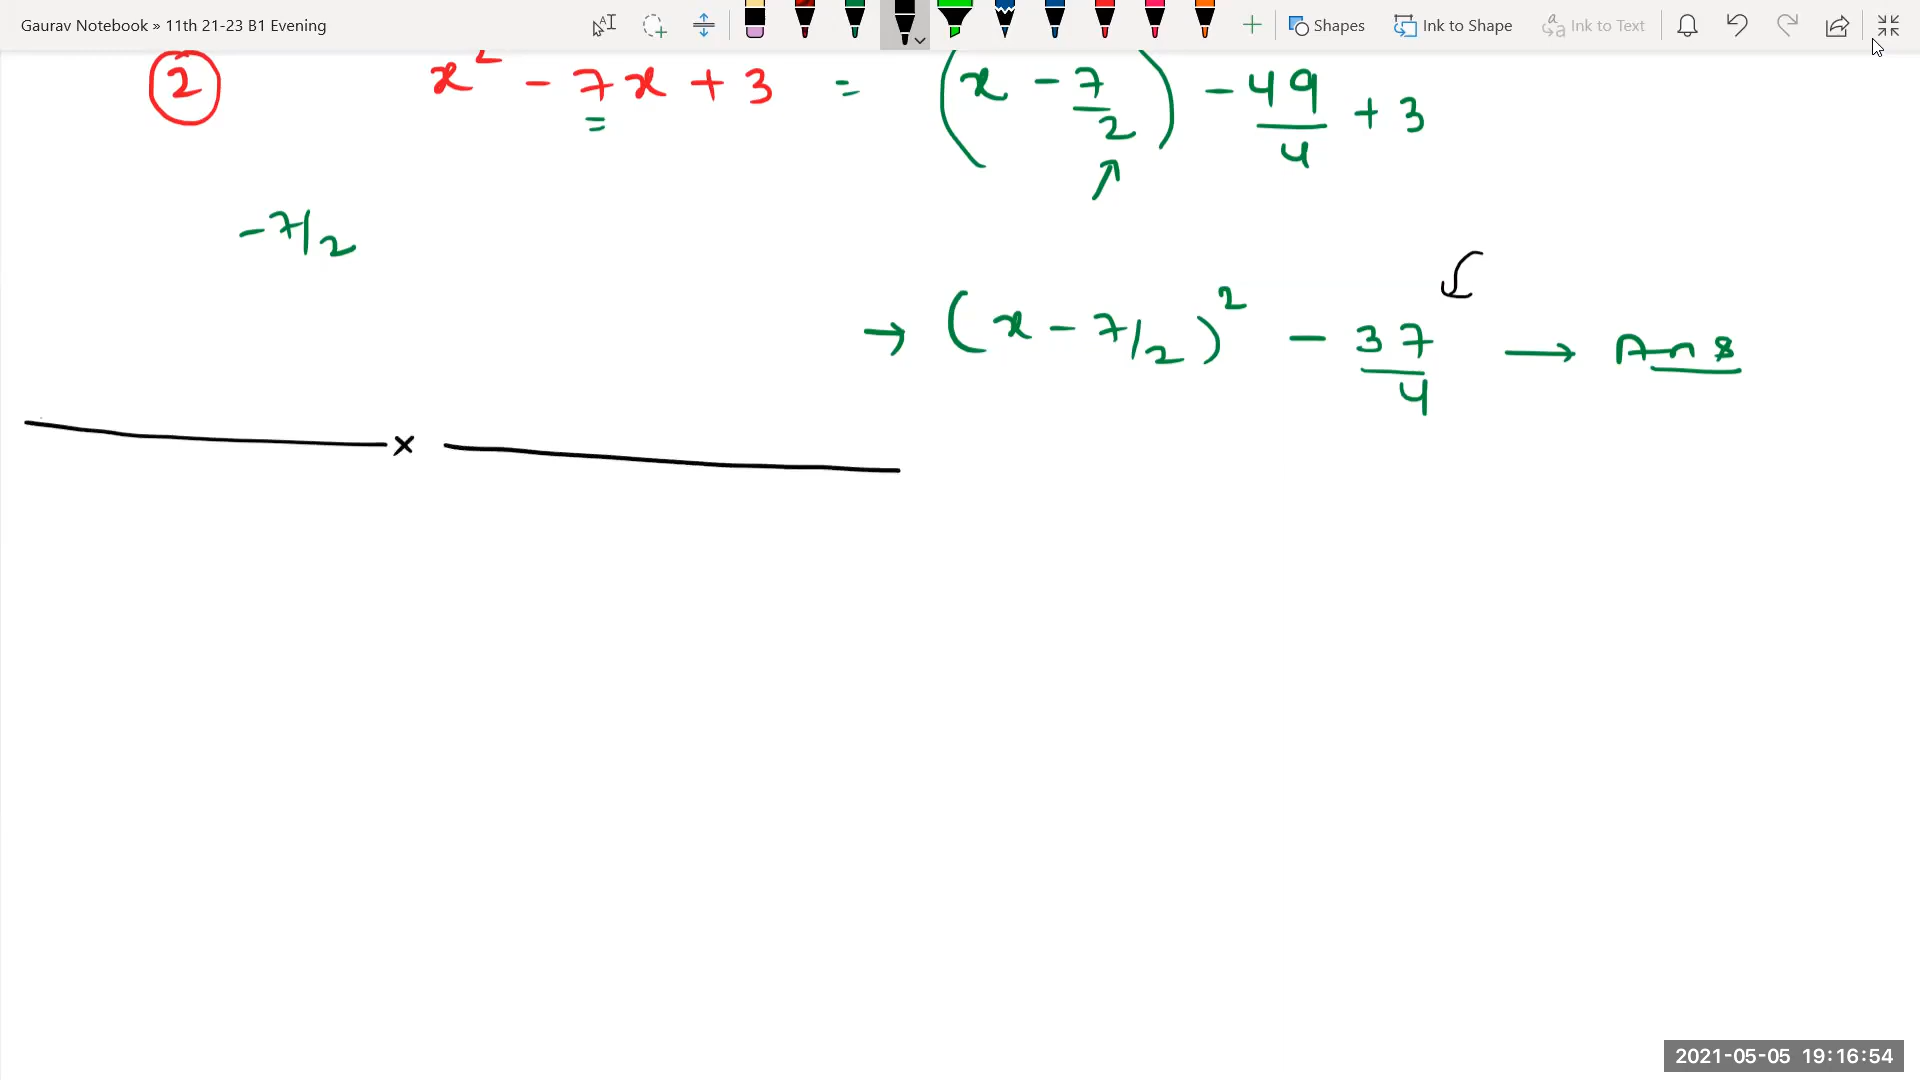 Gaurav Notebook » 11th 21-23 B1 Evening
Shapes
Ink to Shape
Ink to Text
② x² - 7x + 3 = (x - 7/2) - 49/4 + 3
-7/2
→ (x - 7/2)² - 37/4 → Ans
×
2021-05-05 19:16:54